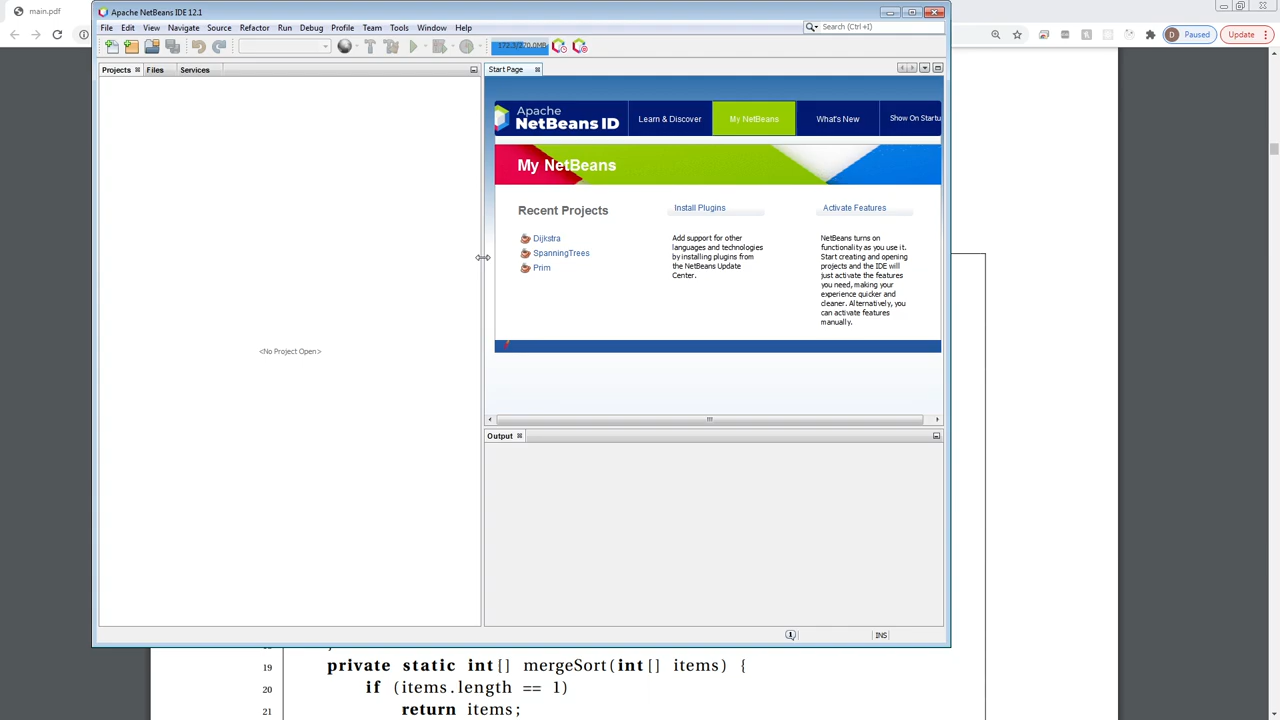 main.pdf
Apache NetBeans IDE 12.1
File Edit View Navigate Source Refactor Run Debug Profile Team Tools Window Help
Search (Ctrl+I)
Paused
Update
Projects Files Services
Start Page
Apache
NetBeans ID
Learn & Discover
My NetBeans
What's New
Show On Startu
My NetBeans
Recent Projects
Dijkstra
SpanningTrees
Prim
Install Plugins
Add support for other
languages and technologies
by installing plugins from
the NetBeans Update
Center.
Activate Features
NetBeans turns on
functionality as you use it.
Start creating and opening
projects and the IDE will
just activate the features
you need, making your
experience quicker and
cleaner. Alternatively, you
can activate features
manually.
<No Project Open>
Output
1
INS
19 private static int[] mergeSort(int[] items) {
20 if (items.length == 1)
21 return items;